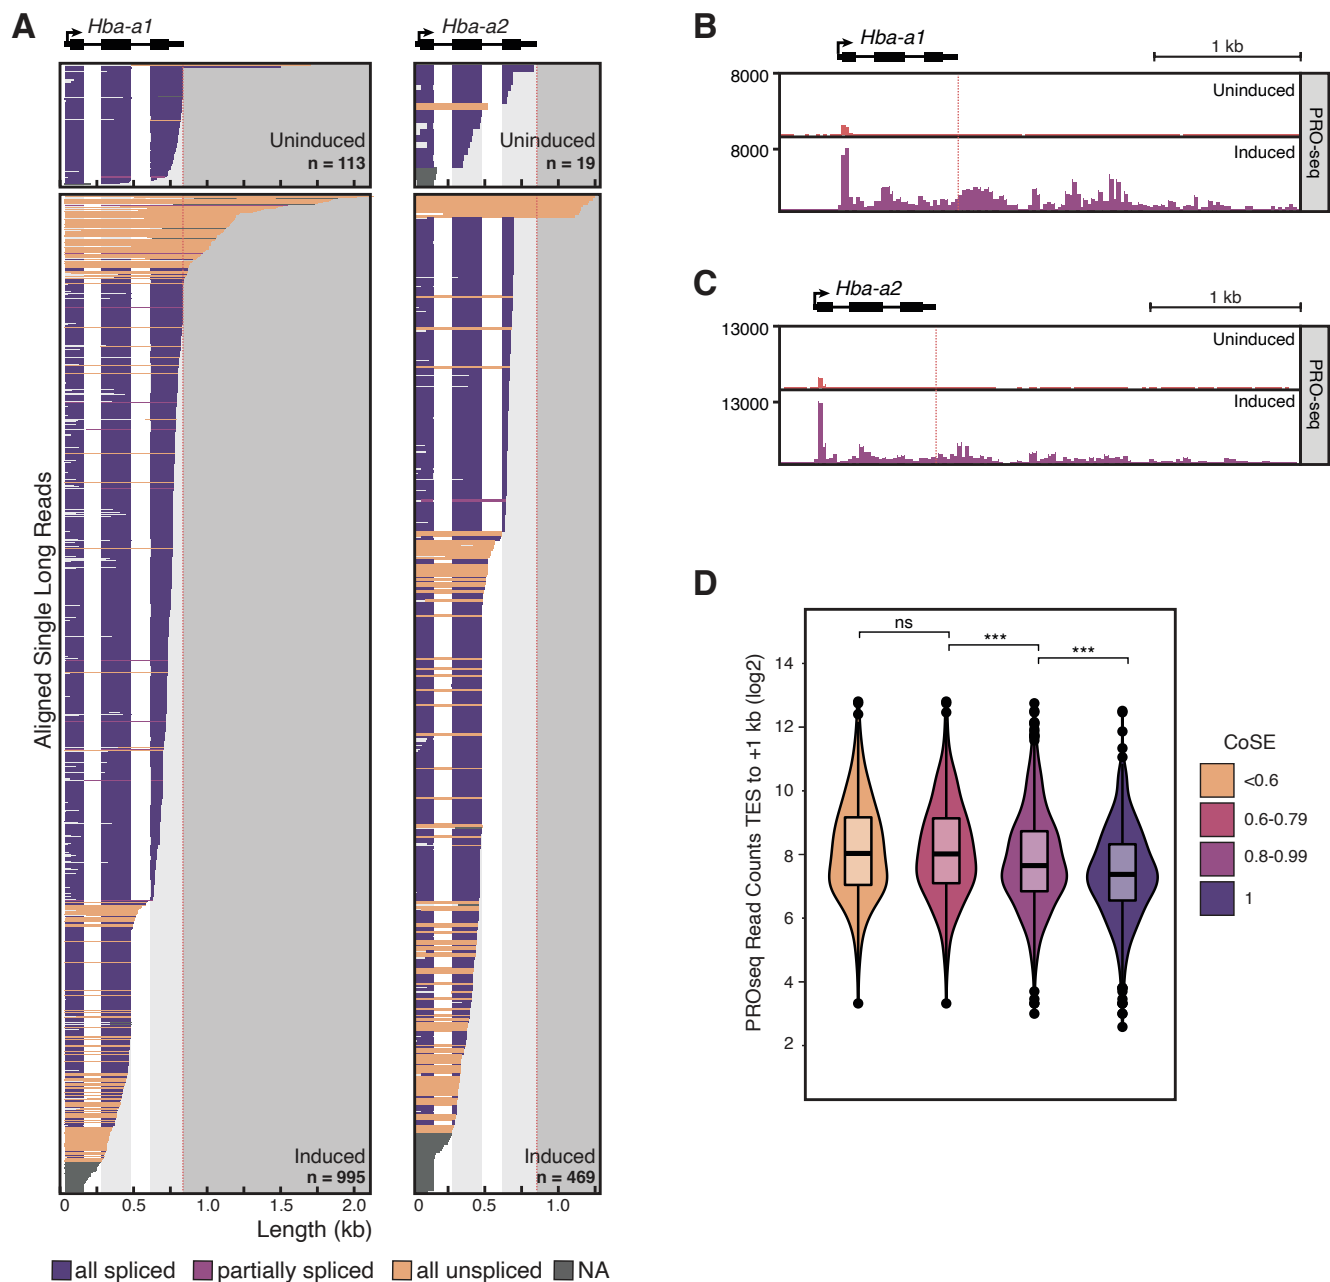 A
Hba-a1
Hba-a2
Uninduced
n = 113
Uninduced
n = 19
Aligned Single Long Reads
Induced
n = 995
Induced
n = 469
0 0.5 1.0 1.5 2.0
0 0.5 1.0
Length (kb)
all spliced
partially spliced
all unspliced
NA
B
Hba-a1
1 kb
8000
Uninduced
8000
Induced
PRO-seq
C
Hba-a2
1 kb
13000
Uninduced
13000
Induced
PRO-seq
D
PROseq Read Counts TES to +1 kb (log2)
14
12
10
8
6
4
2
ns
***
***
CoSE
<0.6
0.6-0.79
0.8-0.99
1